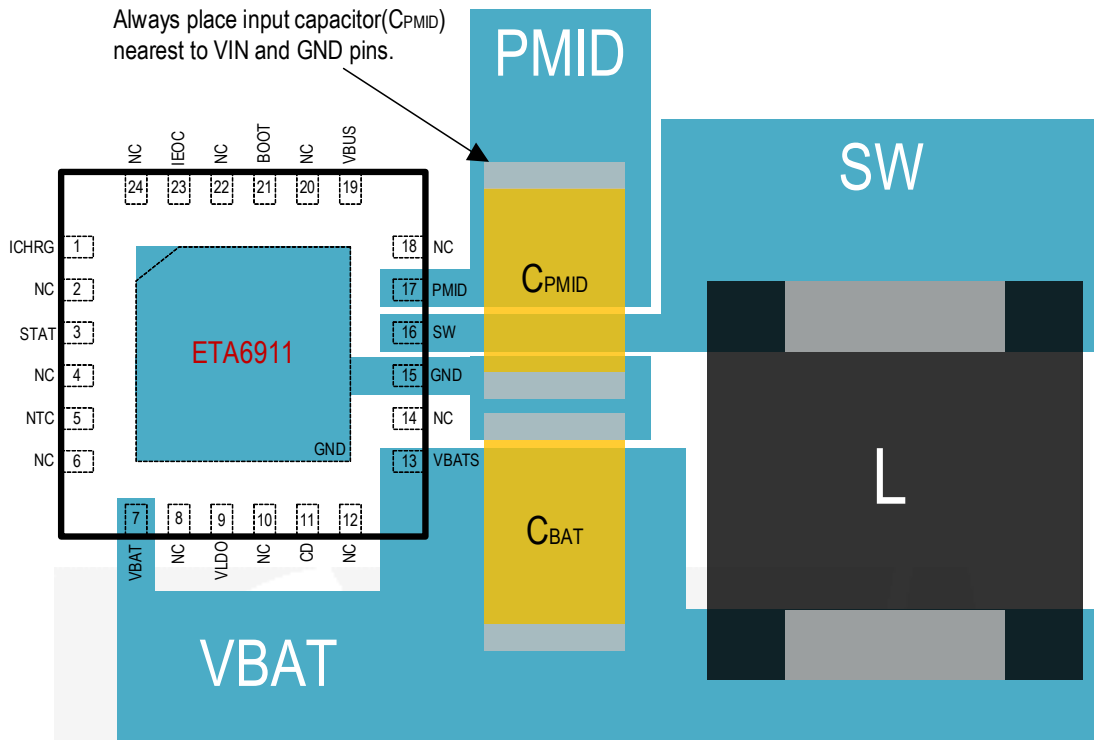 Always place input capacitor(CPMID)
nearest to VIN and GND pins.
PMID
SW
NC
IEOC
NC
BOOT
NC
VBUS
24
23
22
21
20
19
ICHRG 1
NC 2
STAT 3
NC 4
NTC 5
NC 6
18 NC
17 PMID
16 SW
15 GND
14 NC
13 VBATS
ETA6911
GND
7
8
9
10
11
12
VBAT
NC
VLDO
NC
CD
NC
CPMID
CBAT
L
VBAT